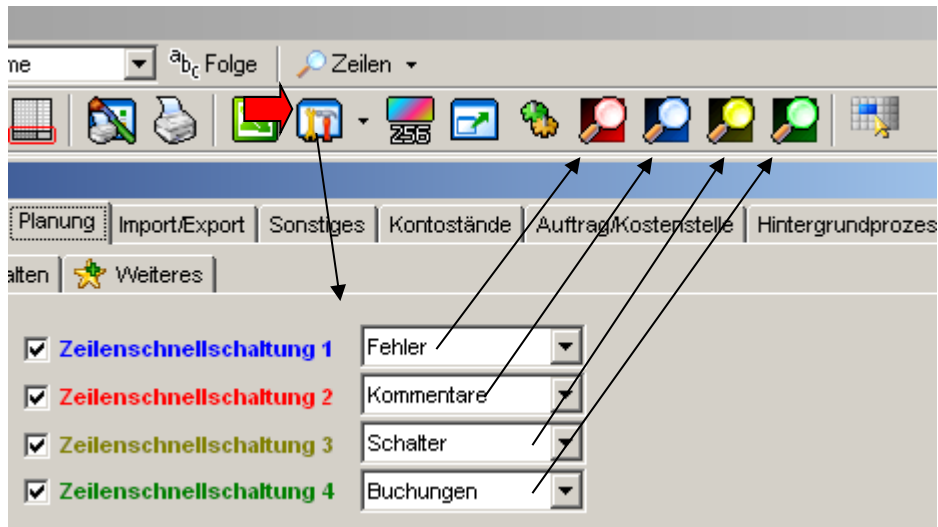 me abc Folge Zeilen
256
Planung Import/Export Sonstiges Kontostände Auftrag/Kostenstelle Hintergrundprozes
alten Weiteres
Zeilenschnellschaltung 1 Fehler
Zeilenschnellschaltung 2 Kommentare
Zeilenschnellschaltung 3 Schalter
Zeilenschnellschaltung 4 Buchungen